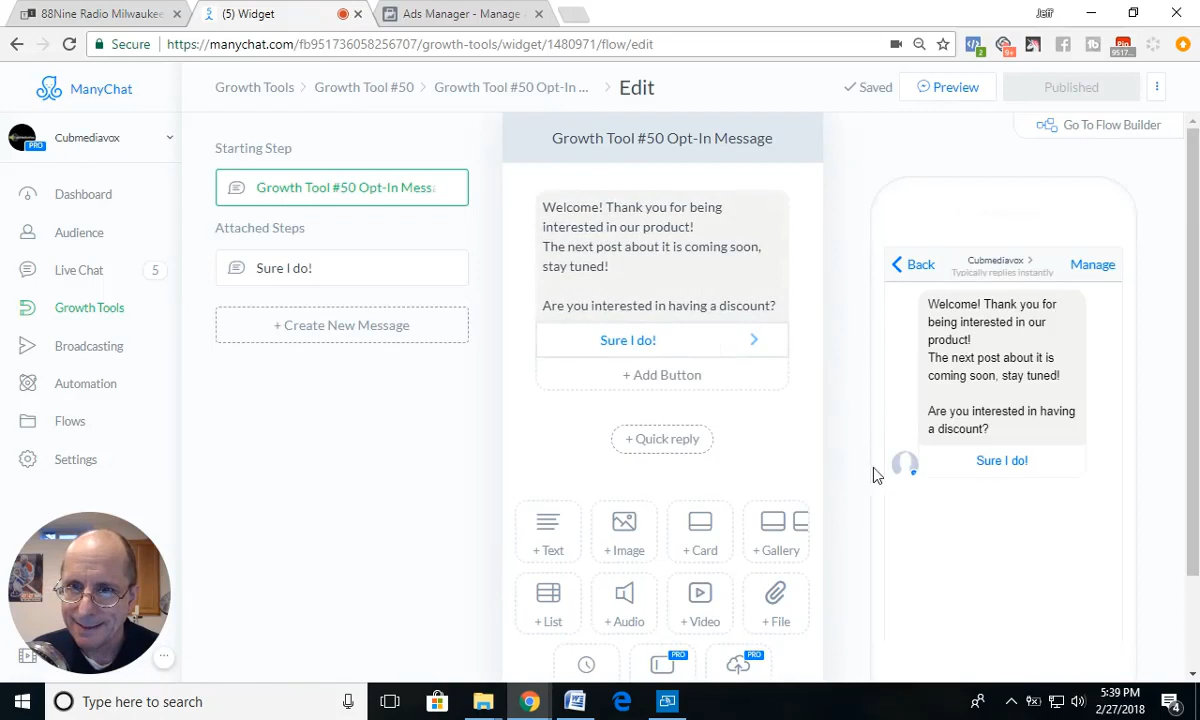 88Nine Radio Milwaukee
(5) Widget
Ads Manager - Manage A
Jeff
Secure
https://manychat.com/fb951736058256707/growth-tools/widget/1480971/flow/edit
2
9+
Pin
9517...
ManyChat
Growth Tools
Growth Tool #50
Growth Tool #50 Opt-In ...
Edit
Saved
Preview
Published
Go To Flow Builder
Cubmediavox
PRO
Dashboard
Audience
Live Chat
5
Growth Tools
Broadcasting
Automation
Flows
Settings
Starting Step
Growth Tool #50 Opt-In Mess
Attached Steps
Sure I do!
+ Create New Message
Growth Tool #50 Opt-In Message
Welcome! Thank you for being
interested in our product!
The next post about it is coming soon,
stay tuned!
Are you interested in having a discount?
Sure I do!
+ Add Button
+ Quick reply
+ Text
+ Image
+ Card
+ Gallery
+ List
+ Audio
+ Video
+ File
PRO
PRO
Back
Cubmediavox
Typically replies instantly
Manage
Welcome! Thank you for
being interested in our
product!
The next post about it is
coming soon, stay tuned!
Are you interested in having
a discount?
Sure I do!
Type here to search
5:39 PM
2/27/2018
4